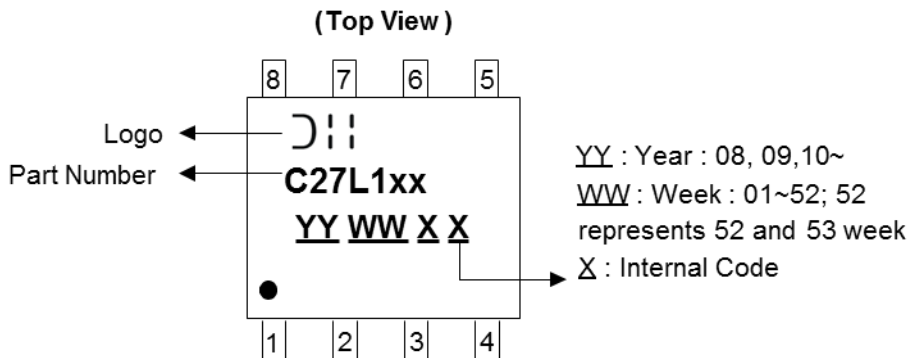 (Top View)
8 7 6 5
Logo
Part Number
C27L1xx
YY WW X X
YY : Year : 08, 09,10~
WW : Week : 01~52; 52
represents 52 and 53 week
X : Internal Code
1 2 3 4